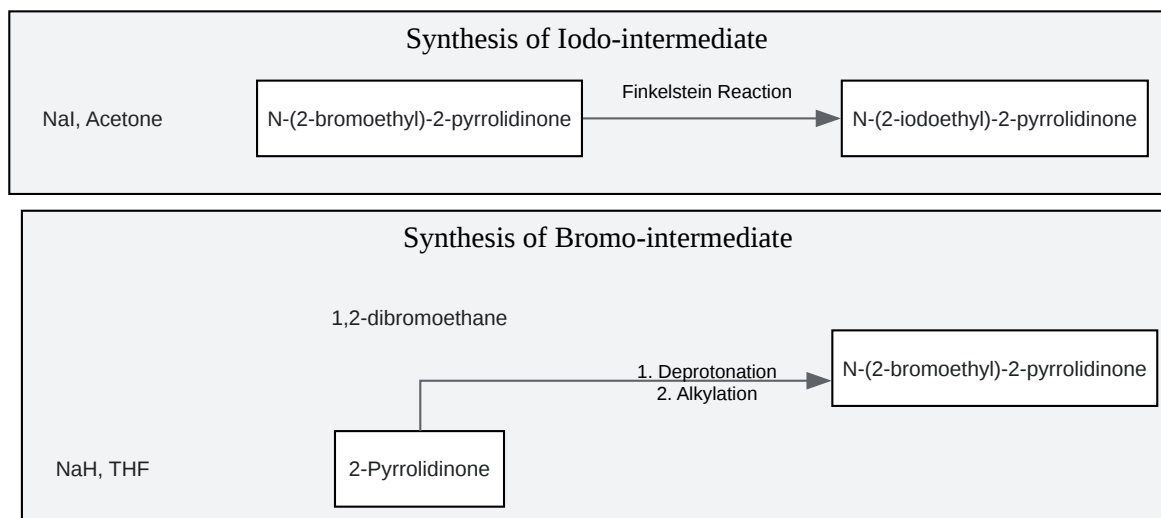 Synthesis of Iodo-intermediate
NaI, Acetone
N-(2-bromoethyl)-2-pyrrolidinone
Finkelstein Reaction
N-(2-iodoethyl)-2-pyrrolidinone
Synthesis of Bromo-intermediate
1,2-dibromoethane
1. Deprotonation
2. Alkylation
N-(2-bromoethyl)-2-pyrrolidinone
NaH, THF
2-Pyrrolidinone